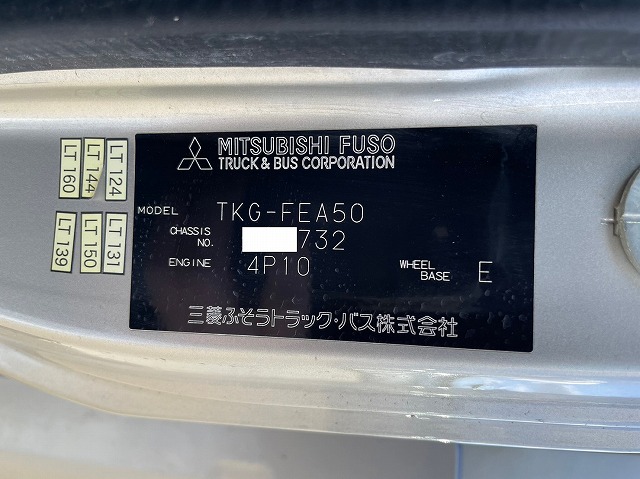 MITSUBISHI FUSO
TRUCK & BUS CORPORATION
MODEL TKG-FEA50
CHASSIS NO. 732
ENGINE 4P10 WHEEL BASE E
三菱ふそうトラック・バス株式会社
LT 160
LT 144
LT 124
LT 139
LT 150
LT 131